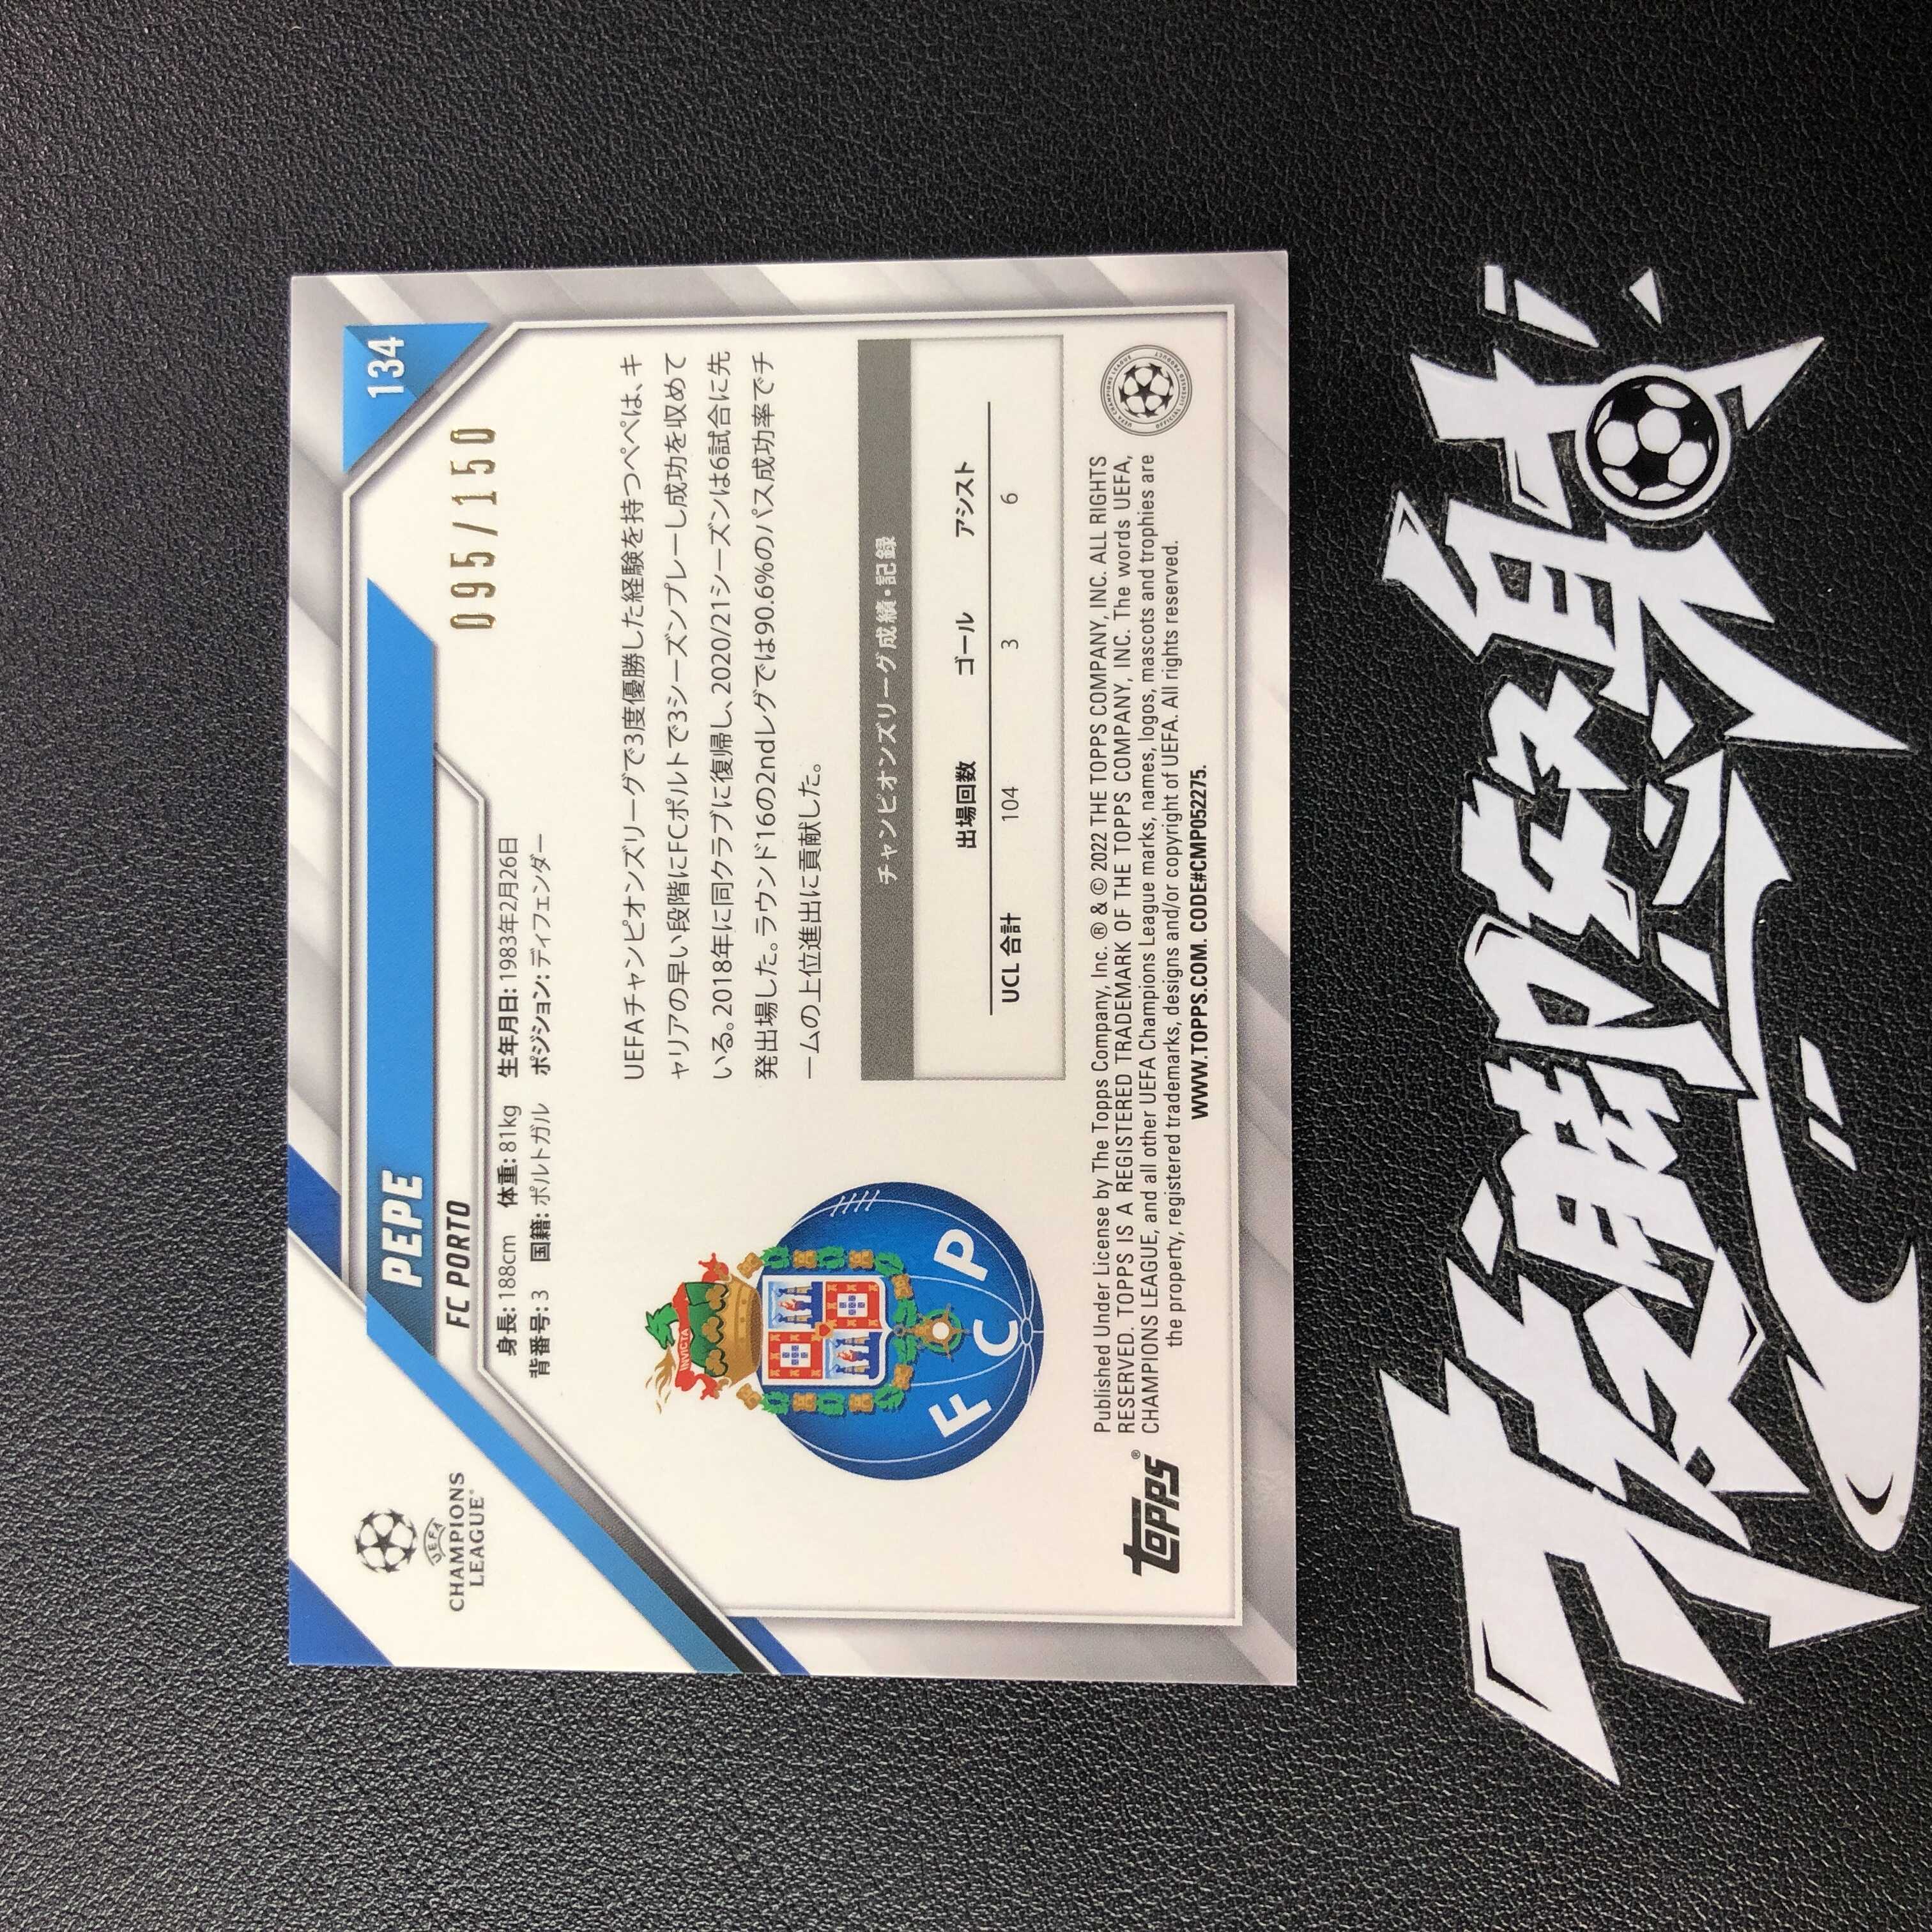 134
095/150
UEFA
CHAMPIONS
LEAGUE
PEPE
FC PORTO
身長: 188cm 体重: 81kg 生年月日: 1983年2月26日
背番号: 3 国籍: ポルトガル ポジション: ディフェンダー
UEFAチャンピオンズリーグで3度優勝した経験を持つペペは、キ
ャリアの早い段階にFCポルトで3シーズンプレーし成功を収めて
いる。2018年に同クラブに復帰し、2020/21シーズンは6試合に先
発出場した。ラウンド16の2ndレグでは90.6%のパス成功率でチ
ームの上位進出に貢献した。
INVICTA
F C P
チャンピオンズリーグ成績・記録
出場回数 ゴール アシスト
UCL 合計 104 3 6
topps®
Published Under License by The Topps Company, Inc. ® & © 2022 THE TOPPS COMPANY, INC. ALL RIGHTS
RESERVED. TOPPS IS A REGISTERED TRADEMARK OF THE TOPPS COMPANY, INC. The words UEFA,
CHAMPIONS LEAGUE, and all other UEFA Champions League marks, names, logos, mascots and trophies are
the property, registered trademarks, designs and/or copyright of UEFA. All rights reserved.
WWW.TOPPS.COM. CODE#CMP052275.